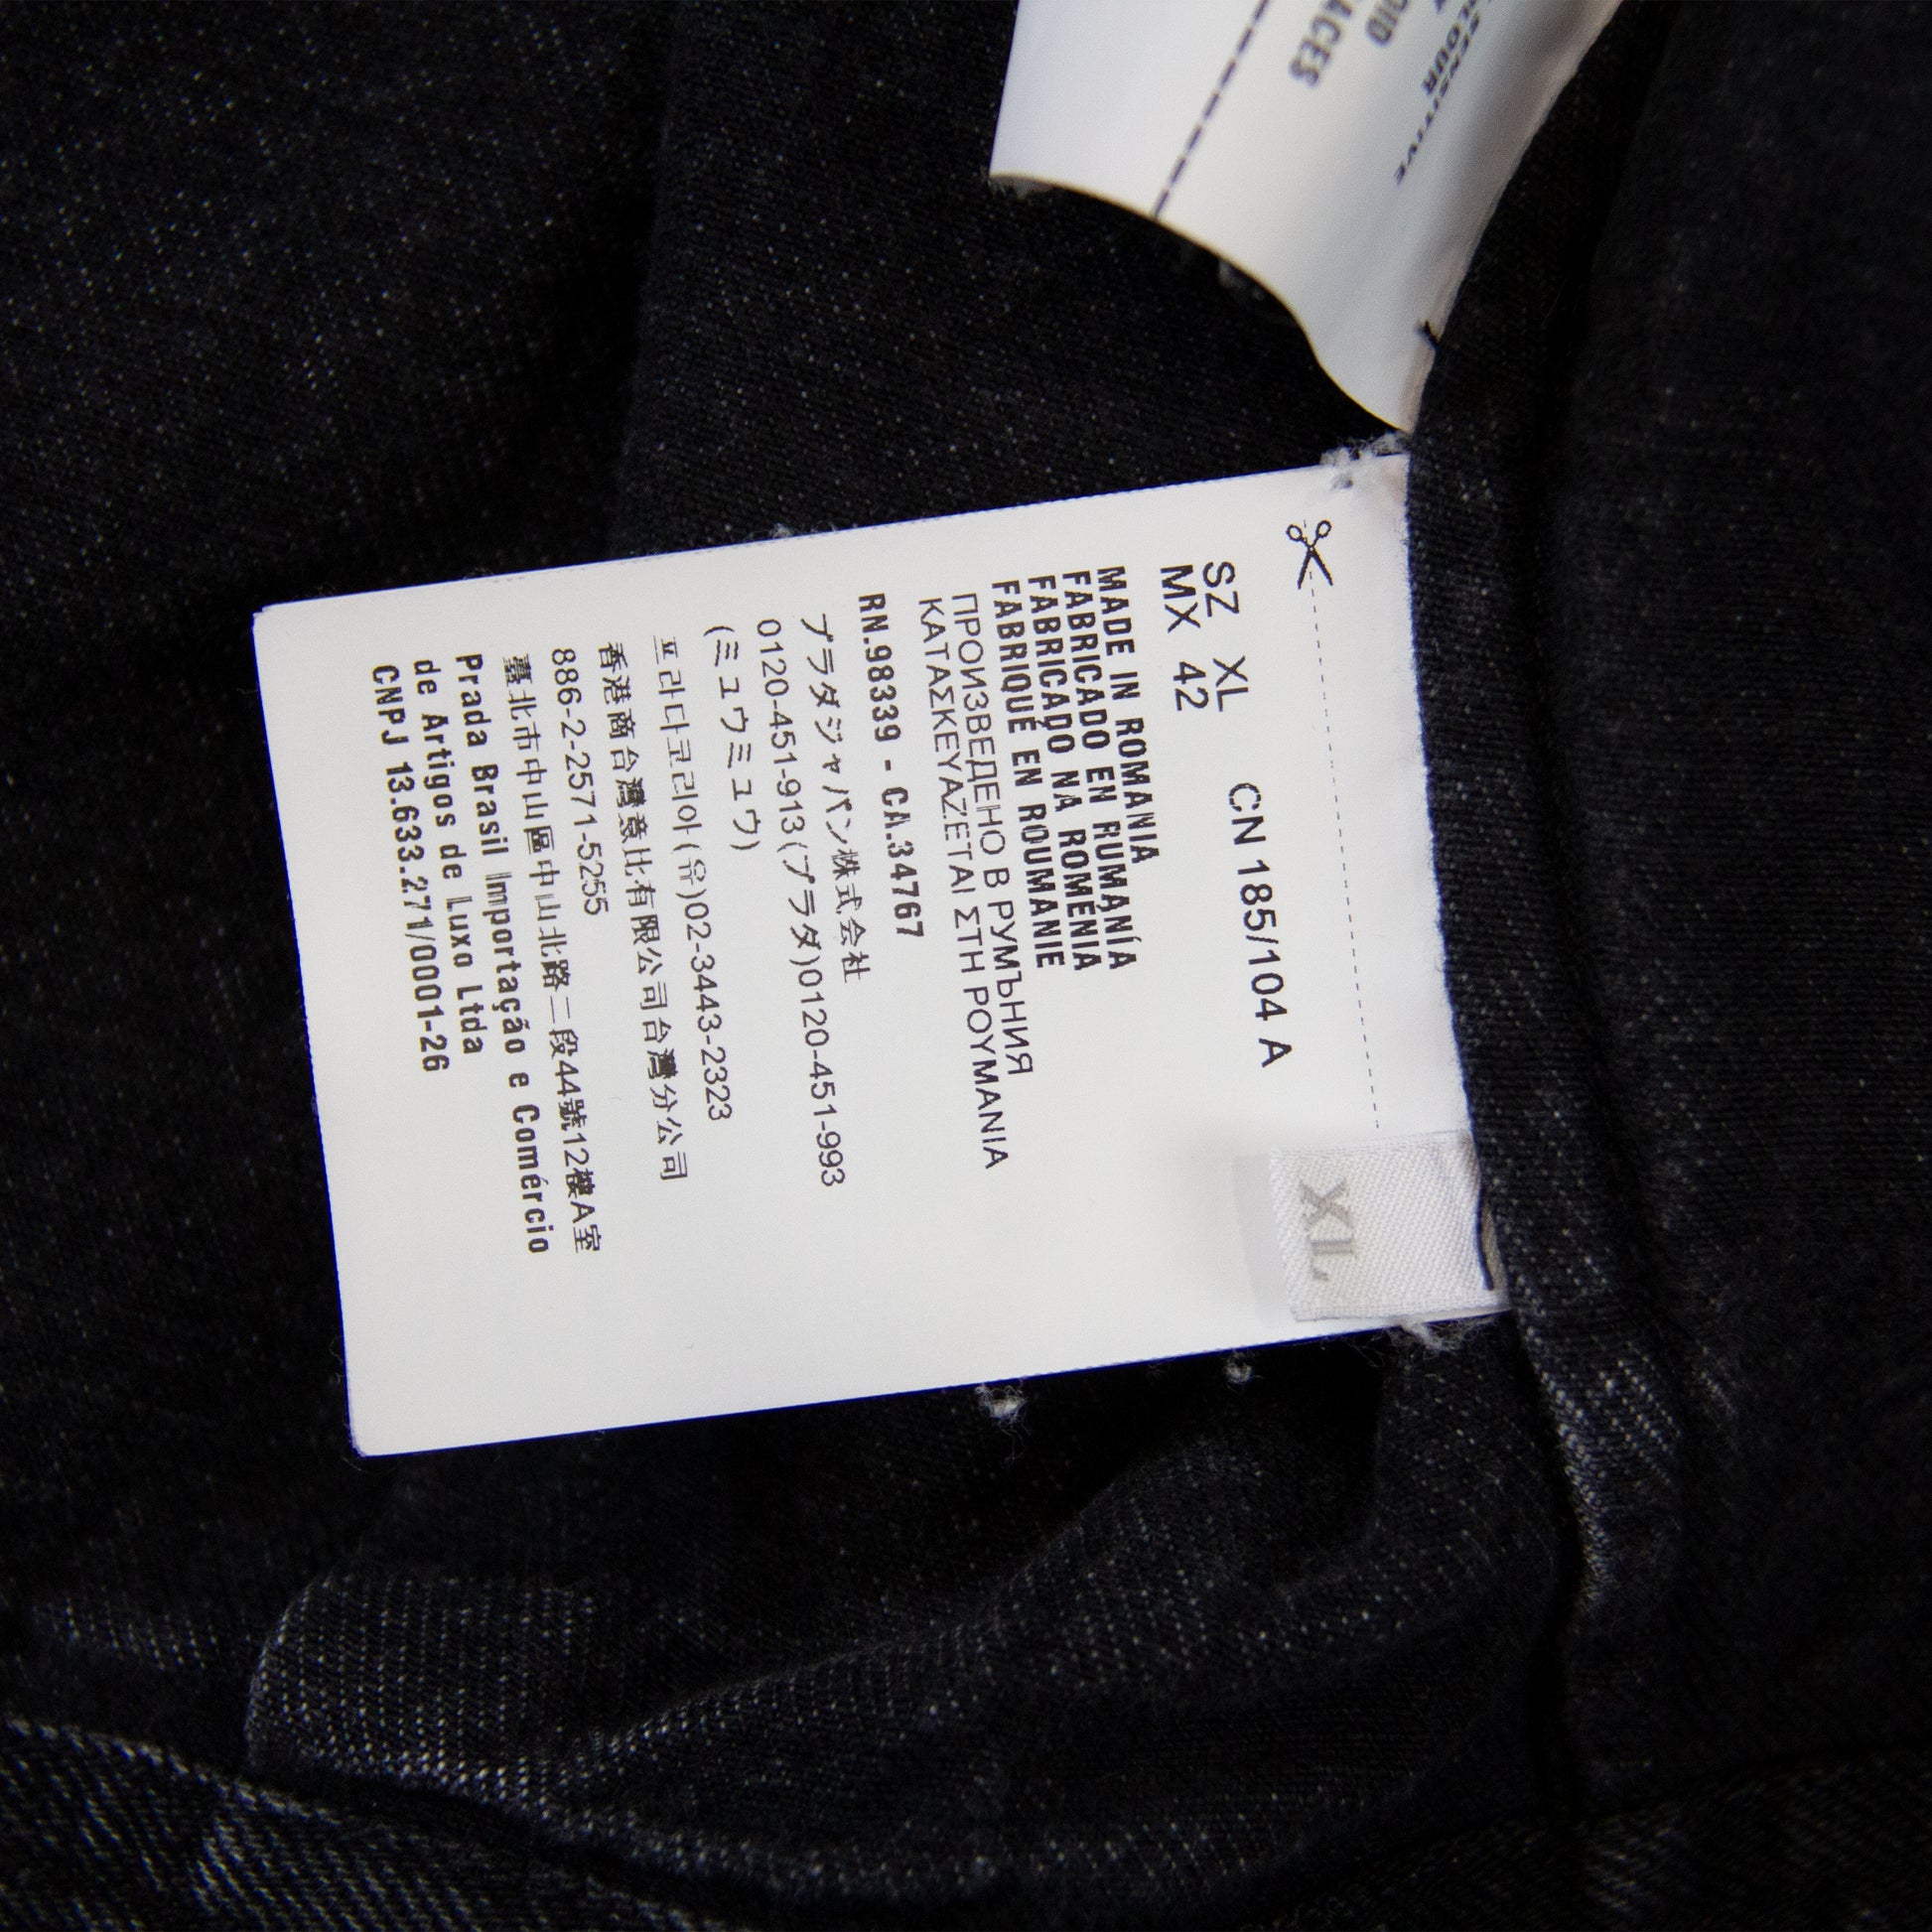 ACES
COLOUR
SENSITIVE
SZ XL CN 185/104 A
MX 42
MADE IN ROMANIA
FABRICADO EN RUMANÍA
FABRICADO NA ROMÉNIA
FABRIQUÉ EN ROUMANIE
ПРОИЗВЕДЕНО В РУМЪНИЯ
ΚΑΤΑΣΚΕΥΑΖΕΤΑΙ ΣΤΗ ΡΟΥΜΑΝΙΑ
RN.98339 - CA.34767
プラダジャパン株式会社
0120-451-913(プラダ)0120-451-993
(ミュウミュウ)
프라다코리아(유)02-3443-2323
香港商台灣意比有限公司台灣分公司
886-2-2571-5255
臺北市中山區中山北路二段44號12樓A室
Prada Brasil Importação e Comércio
de Artigos de Luxo Ltda
CNPJ 13.633.271/0001-26
XL